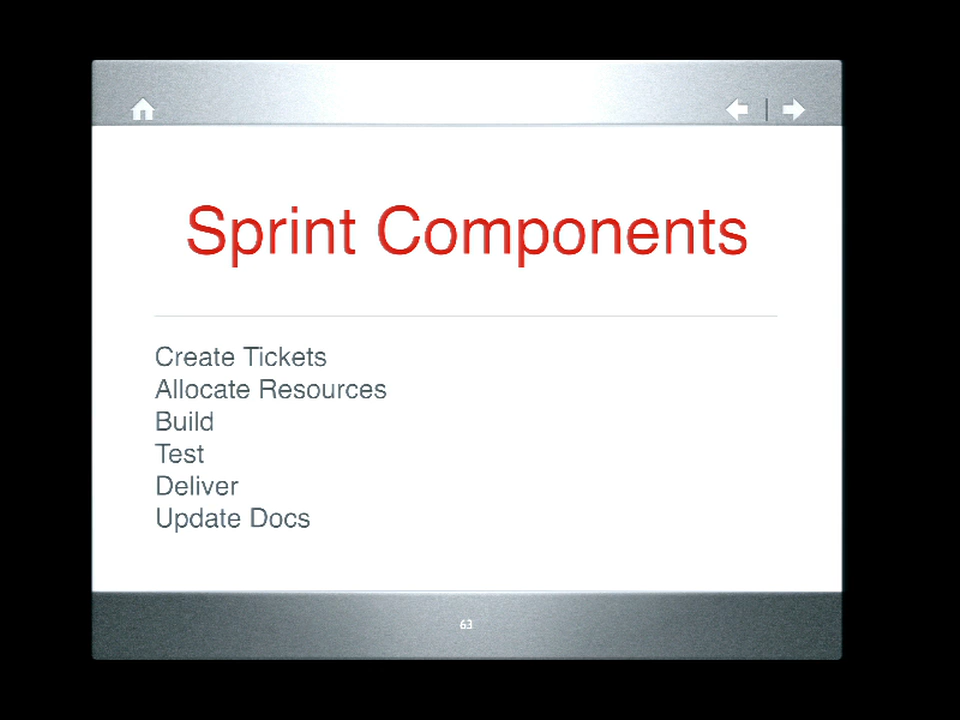 Sprint Components
Create Tickets
Allocate Resources
Build
Test
Deliver
Update Docs
63